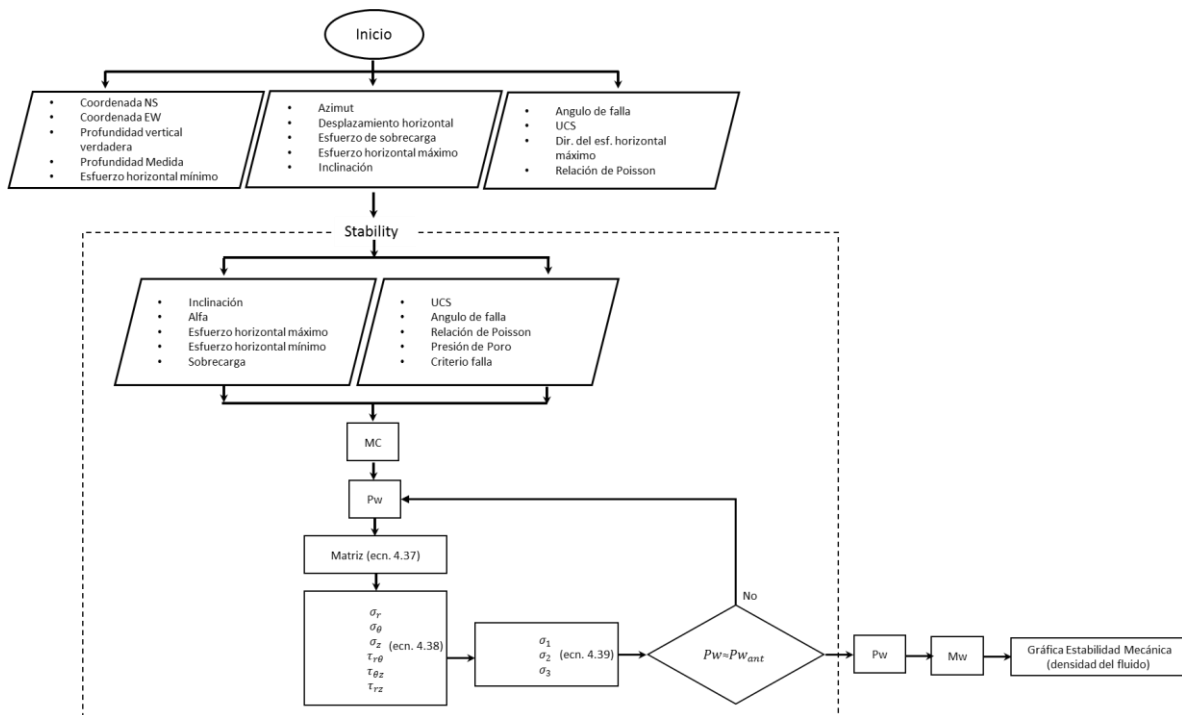 Inicio
• Coordenada NS
• Coordenada EW
• Profundidad vertical
verdadera
• Profundidad Medida
• Esfuerzo horizontal mínimo
• Azimut
• Desplazamiento horizontal
• Esfuerzo de sobrecarga
• Esfuerzo horizontal máximo
• Inclinación
• Angulo de falla
• UCS
• Dir. del esf. horizontal
máximo
• Relación de Poisson
Stability
• Inclinación
• Alfa
• Esfuerzo horizontal máximo
• Esfuerzo horizontal mínimo
• Sobrecarga
• UCS
• Angulo de falla
• Relación de Poisson
• Presión de Poro
• Criterio falla
MC
Pw
Matriz (ecn. 4.37)
σr
σθ
σz (ecn. 4.38)
τrθ
τθz
τrz
σ1
σ2 (ecn. 4.39)
σ3
No
Pw≈Pwant
Pw
Mw
Gráfica Estabilidad Mecánica
(densidad del fluido)